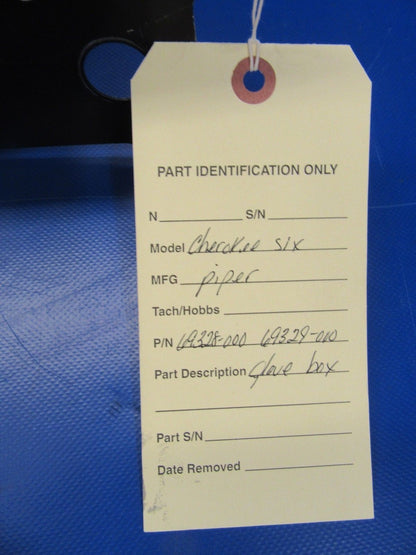 PART IDENTIFICATION ONLY
N S/N
Model Cherokee six
MFG piper
Tach/Hobbs
P/N 69328-000 69329-000
Part Description glove box
Part S/N
Date Removed